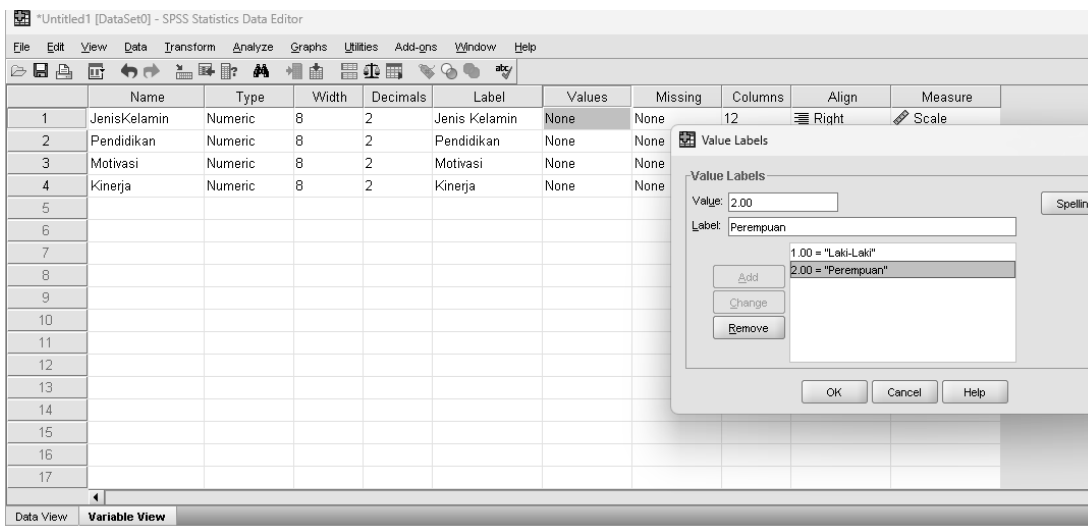 *Untitled1 [DataSet0] - SPSS Statistics Data Editor
File Edit View Data Transform Analyze Graphs Utilities Add-ons Window Help
Name Type Width Decimals Label Values Missing Columns Align Measure
1 JenisKelamin Numeric 8 2 Jenis Kelamin None None 12 Right Scale
2 Pendidikan Numeric 8 2 Pendidikan None None
3 Motivasi Numeric 8 2 Motivasi None None
4 Kinerja Numeric 8 2 Kinerja None None
5
6
7
8
9
10
11
12
13
14
15
16
17
Value Labels
Value Labels
Value: 2.00
Spellin
Label: Perempuan
1.00 = "Laki-Laki"
2.00 = "Perempuan"
Add
Change
Remove
OK Cancel Help
Data View Variable View